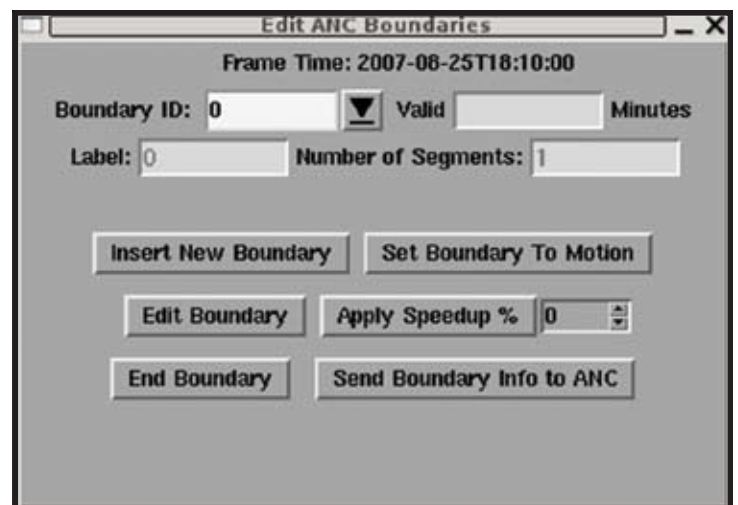 Edit ANC Boundaries
Frame Time: 2007-08-25T18:10:00
Boundary ID: 0 Valid Minutes
Label: 0 Number of Segments: 1
Insert New Boundary Set Boundary To Motion
Edit Boundary Apply Speedup % 0
End Boundary Send Boundary Info to ANC